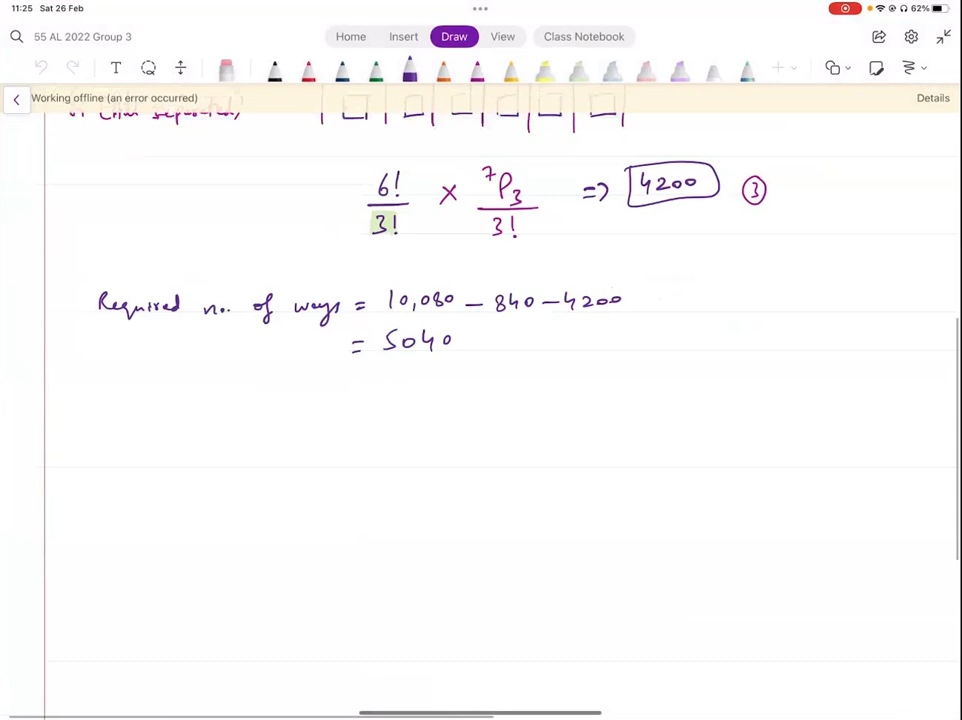 11:25 Sat 26 Feb
62%
55 AL 2022 Group 3
Home Insert Draw View Class Notebook
T
Working offline (an error occurred) Details
6! / 3! × ⁷P₃ / 3! => 4200 ③
Required no. of ways = 10,080 - 840 - 4200
= 5040